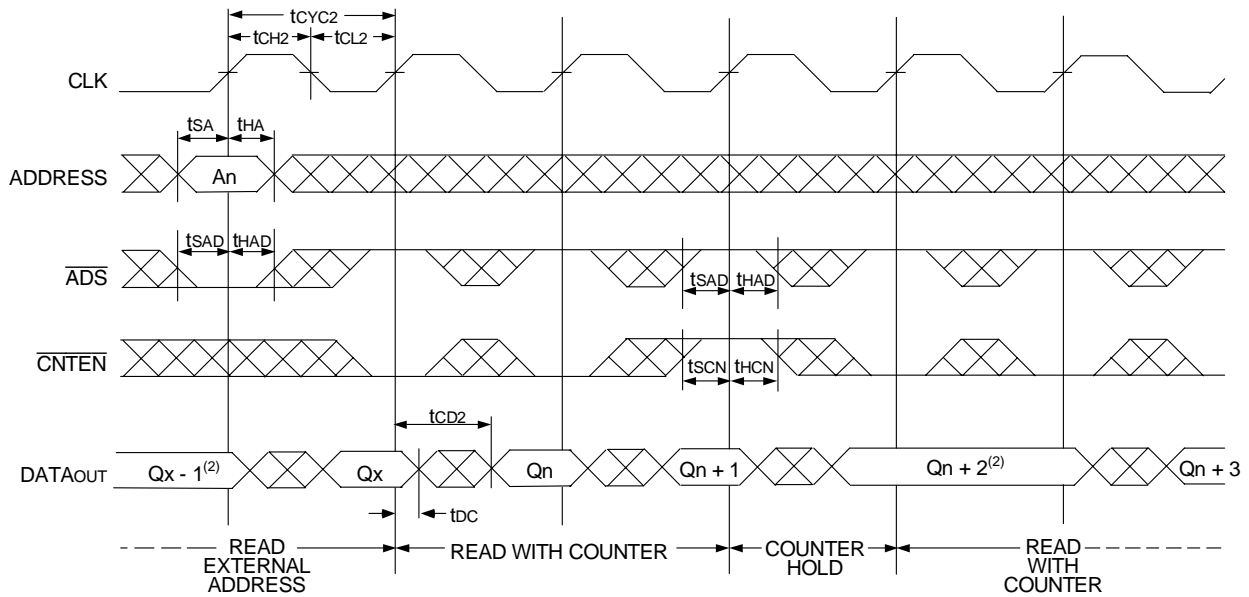 tCYC2
tCH2 tCL2
CLK
tSA tHA
ADDRESS An
tSAD tHAD
ADS
tSAD tHAD
CNTEN
tSCN tHCN
tCD2
DATAOUT Qx - 1(2) Qx Qn Qn + 1 Qn + 2(2) Qn + 3
tDC
READ EXTERNAL ADDRESS
READ WITH COUNTER
COUNTER HOLD
READ WITH COUNTER